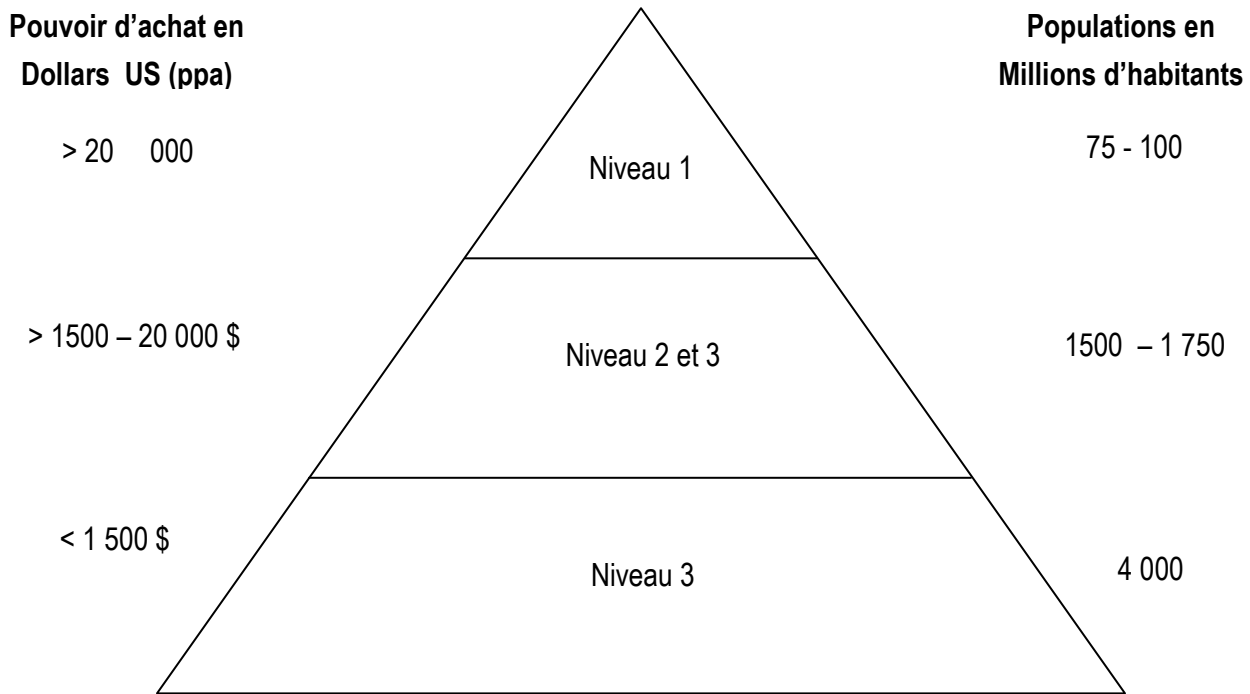 Pouvoir d’achat en
Dollars US (ppa)
Populations en
Millions d’habitants
> 20 000
Niveau 1
75 - 100
> 1500 – 20 000 $
Niveau 2 et 3
1500 – 1 750
< 1 500 $
Niveau 3
4 000